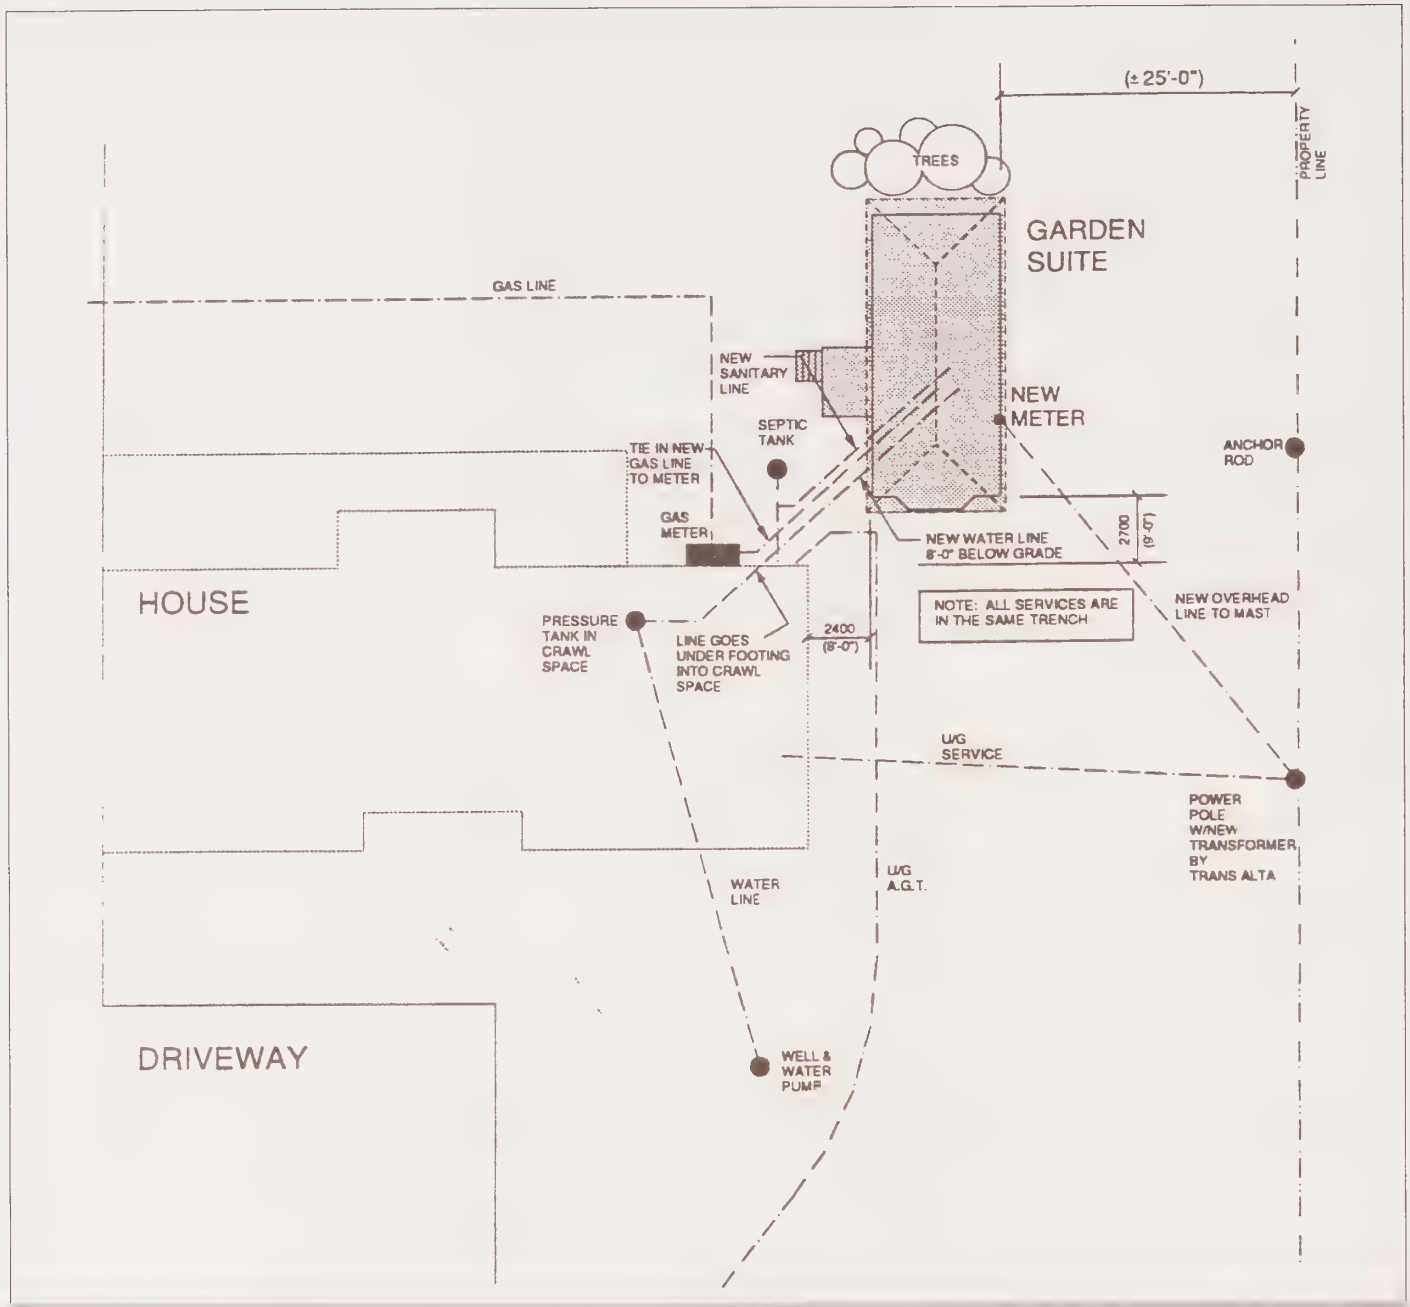 (±25'-0")
PROPERTY
LINE
TREES
GARDEN
SUITE
GAS LINE
NEW
SANITARY
LINE
NEW
METER
SEPTIC
TANK
ANCHOR
ROD
TIE IN NEW
GAS LINE
TO METER
GAS
METER
NEW WATER LINE
8'-0" BELOW GRADE
2700
(9'-0")
HOUSE
NOTE: ALL SERVICES ARE
IN THE SAME TRENCH
NEW OVERHEAD
LINE TO MAST
PRESSURE
TANK IN
CRAWL
SPACE
LINE GOES
UNDER FOOTING
INTO CRAWL
SPACE
2400
(8'-0")
U/G
SERVICE
POWER
POLE
W/NEW
TRANSFORMER
BY
TRANS ALTA
WATER
LINE
U/G
A.G.T.
DRIVEWAY
WELL &
WATER
PUMP